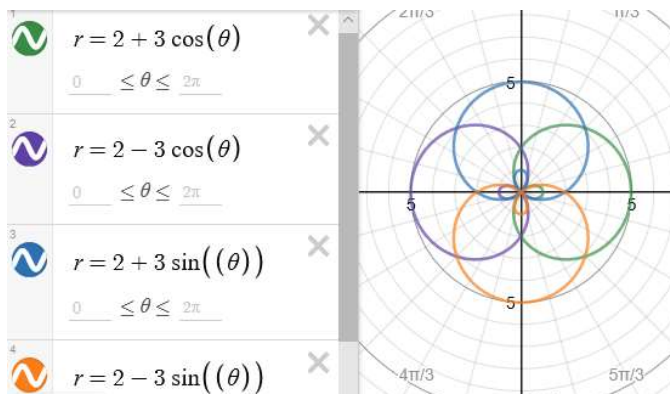 1
r = 2 + 3 cos(θ)
0 ≤ θ ≤ 2π
2
r = 2 − 3 cos(θ)
0 ≤ θ ≤ 2π
3
r = 2 + 3 sin((θ))
0 ≤ θ ≤ 2π
4
r = 2 − 3 sin((θ))
2π/3
π/3
5
5
5
5
4π/3
5π/3